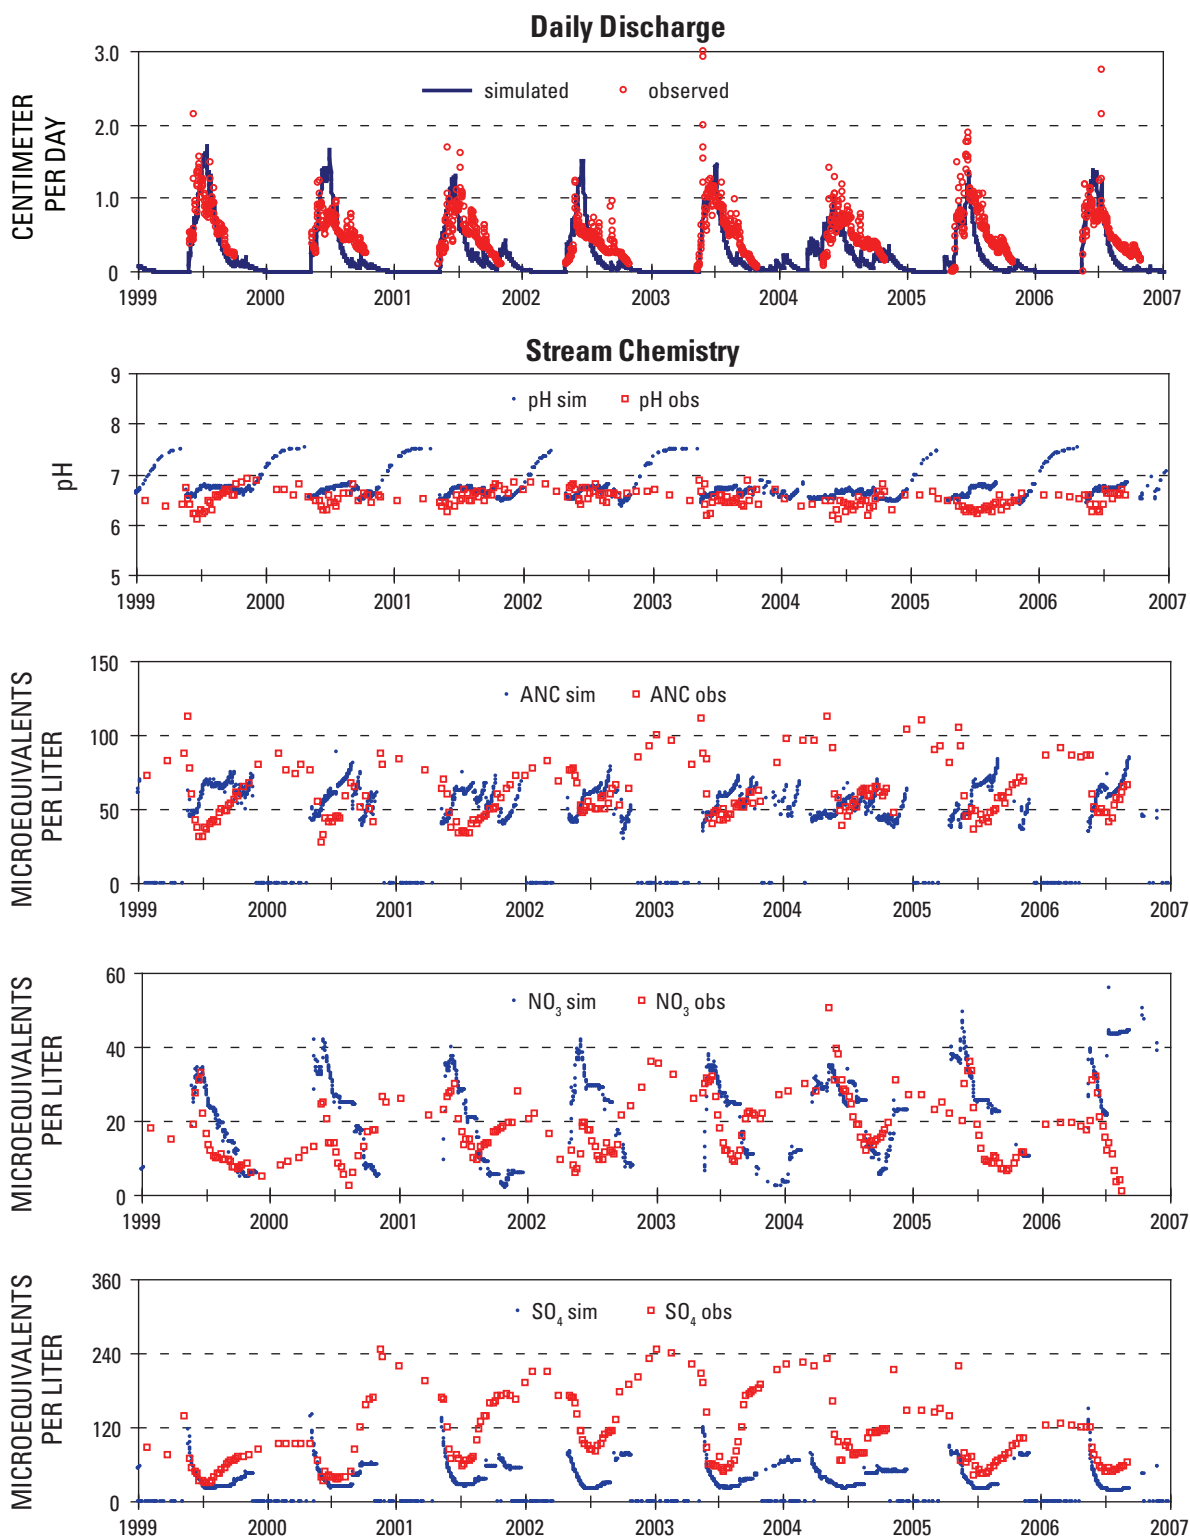 Daily Discharge
CENTIMETER
PER DAY
3.0
2.0
1.0
0
simulated observed
1999 2000 2001 2002 2003 2004 2005 2006 2007
Stream Chemistry
pH
9
8
7
6
5
pH sim pH obs
1999 2000 2001 2002 2003 2004 2005 2006 2007
MICROEQUIVALENTS
PER LITER
150
100
50
0
ANC sim ANC obs
1999 2000 2001 2002 2003 2004 2005 2006 2007
MICROEQUIVALENTS
PER LITER
60
40
20
0
NO₃ sim NO₃ obs
1999 2000 2001 2002 2003 2004 2005 2006 2007
MICROEQUIVALENTS
PER LITER
360
240
120
0
SO₄ sim SO₄ obs
1999 2000 2001 2002 2003 2004 2005 2006 2007